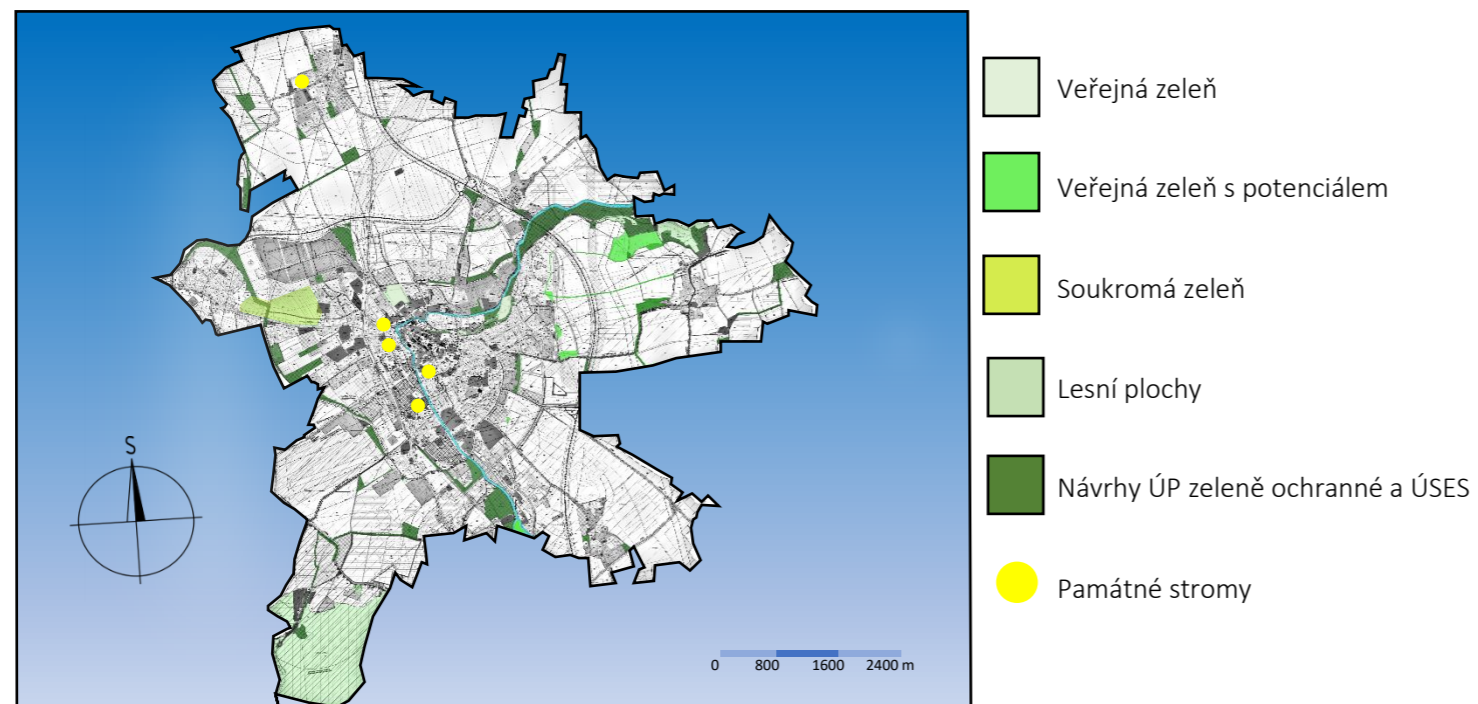 Veřejná zeleň
Veřejná zeleň s potenciálem
Soukromá zeleň
Lesní plochy
Návrhy ÚP zeleně ochranné a ÚSES
Památné stromy
S
0 800 1600 2400 m